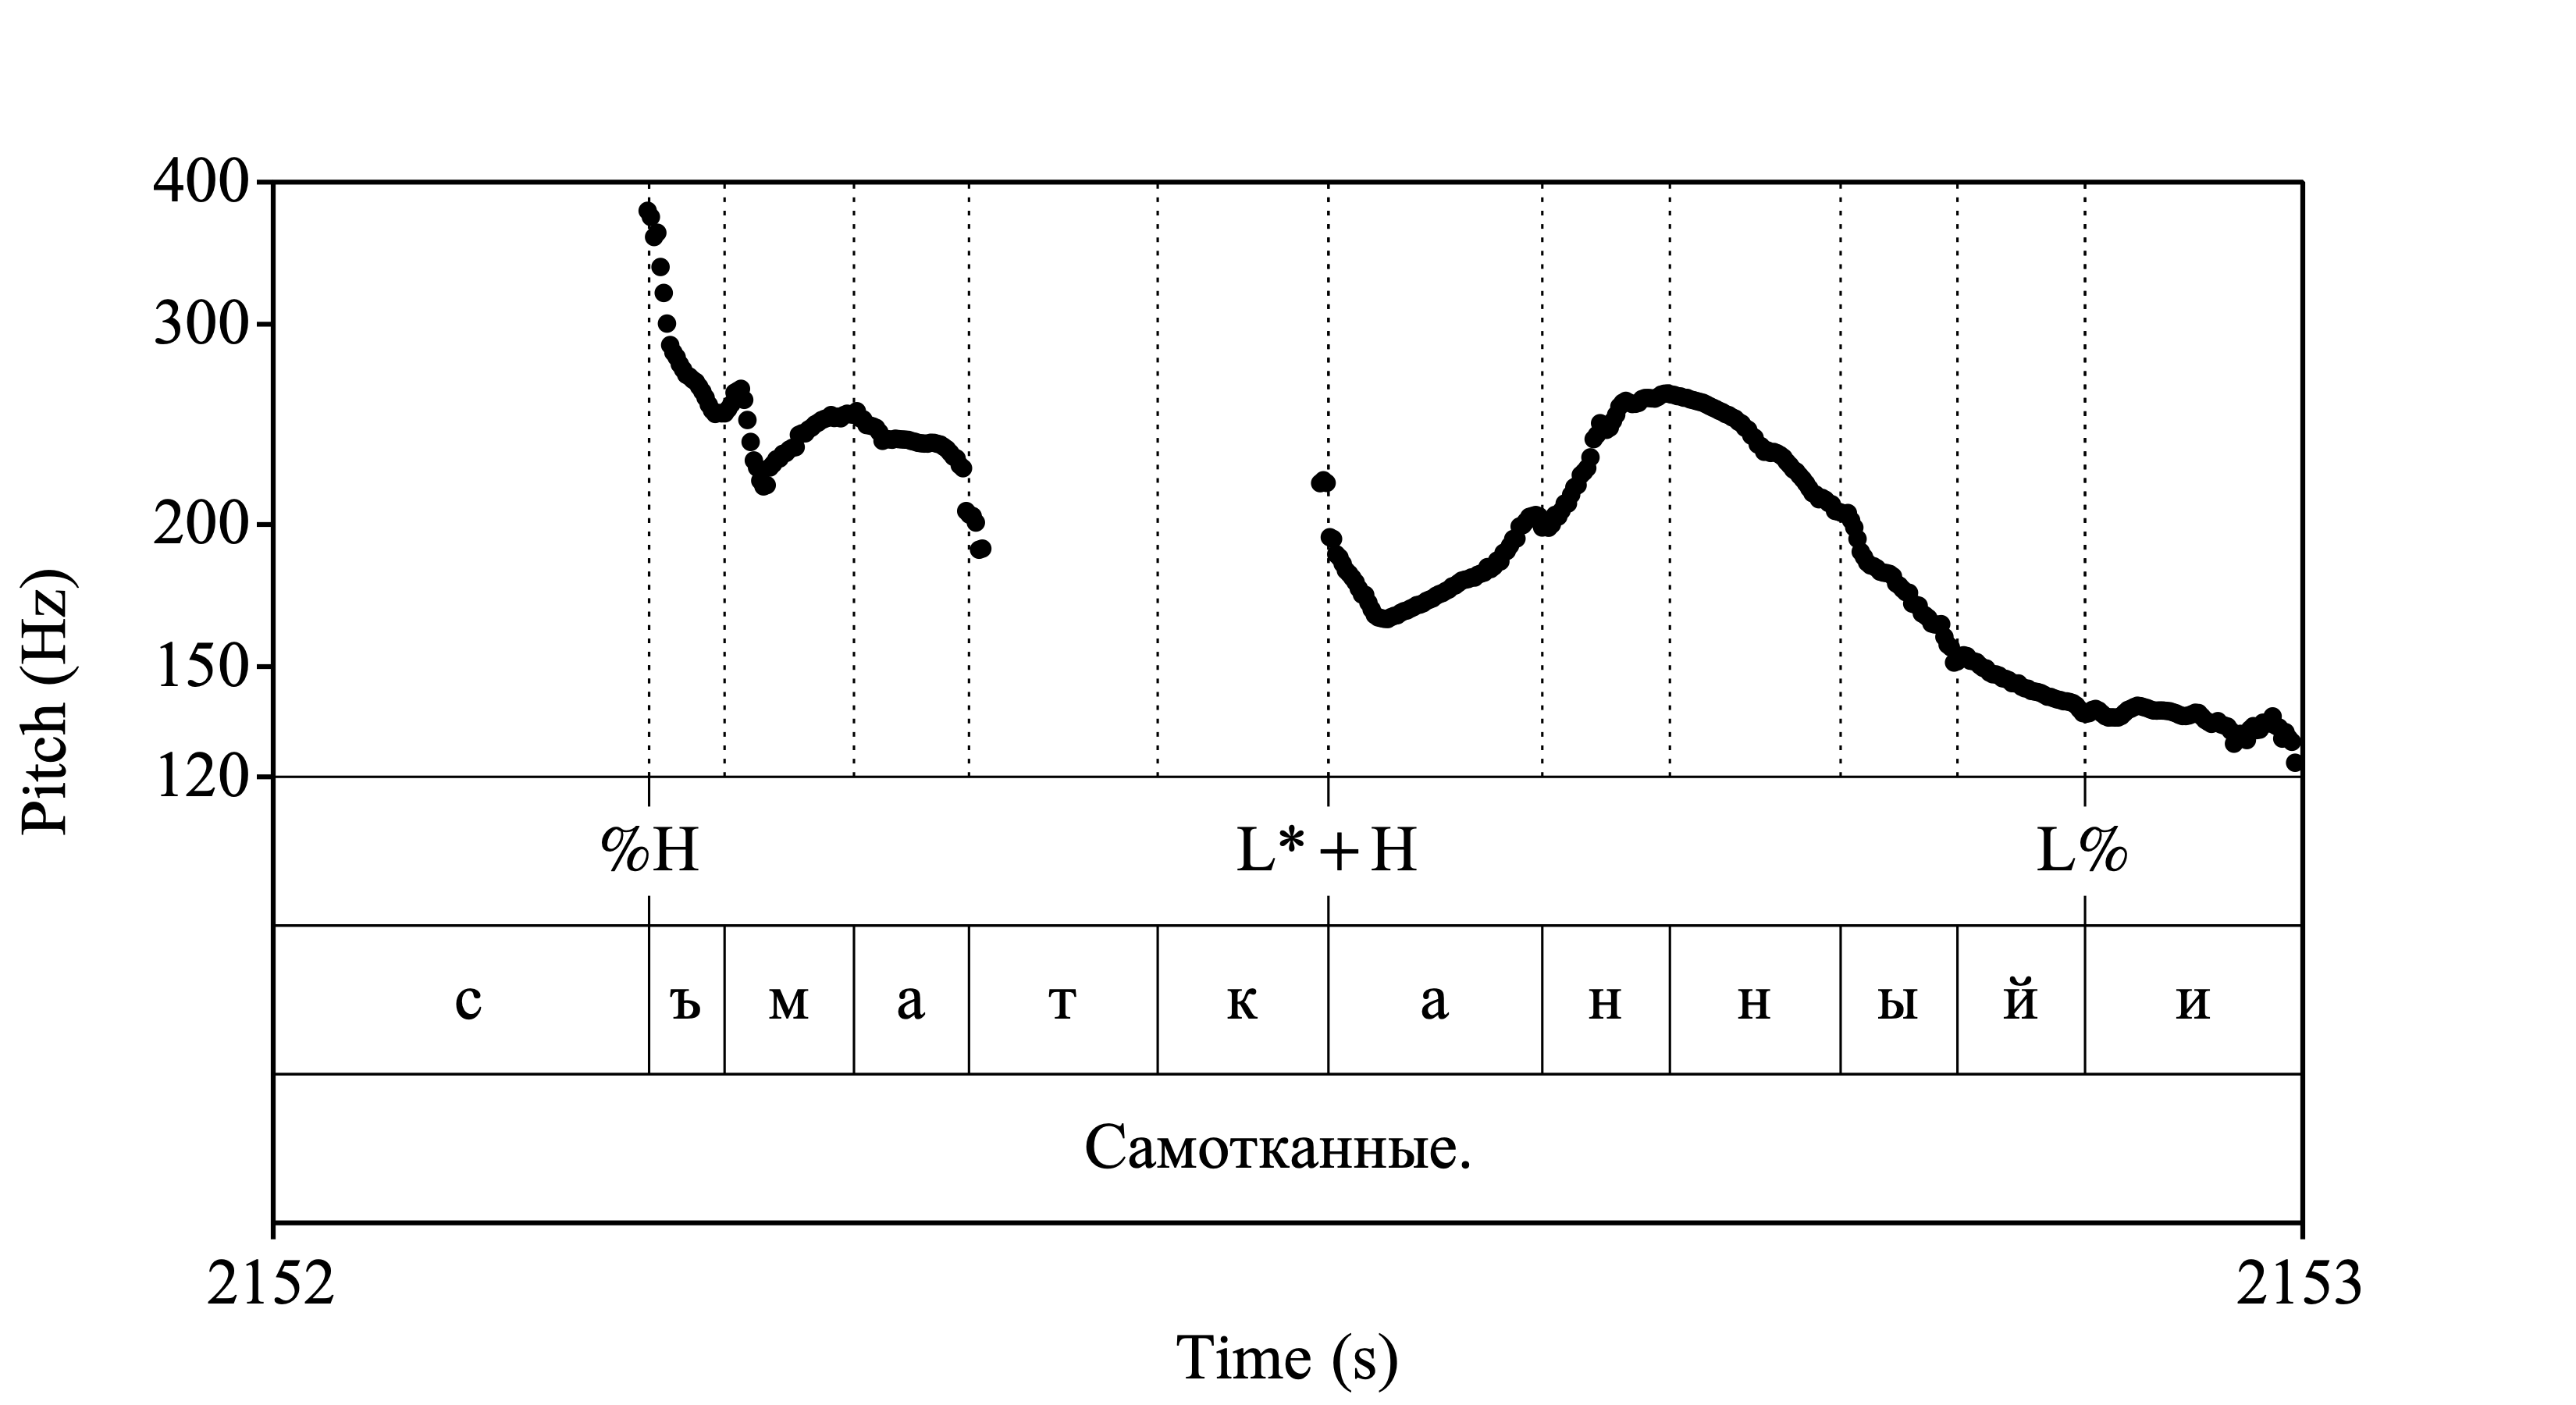 400
300
200
150
120
Pitch (Hz)
%H L*+H L%
с ъ м а т к а н н ы й и
Самотканные.
2152 2153
Time (s)